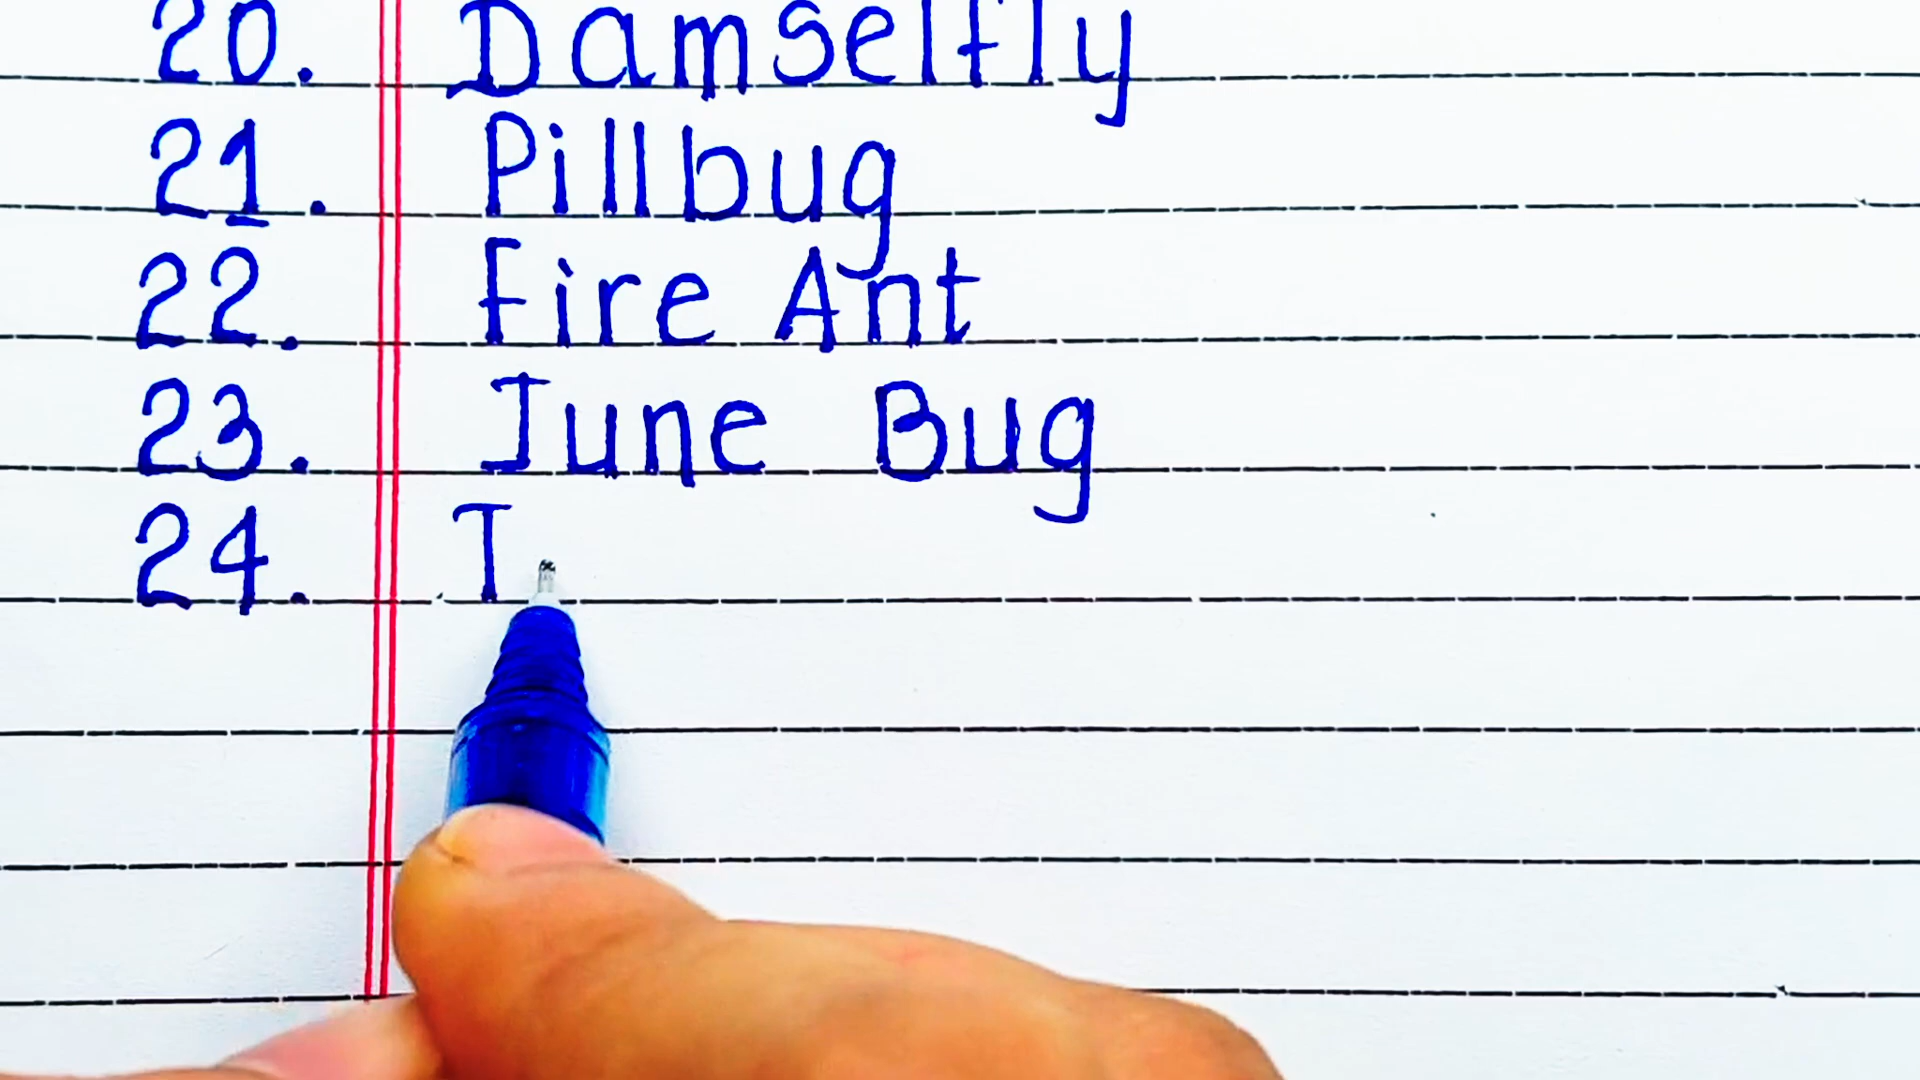 20. Damselfly
21. Pillbug
22. Fire Ant
23. June Bug
24. T